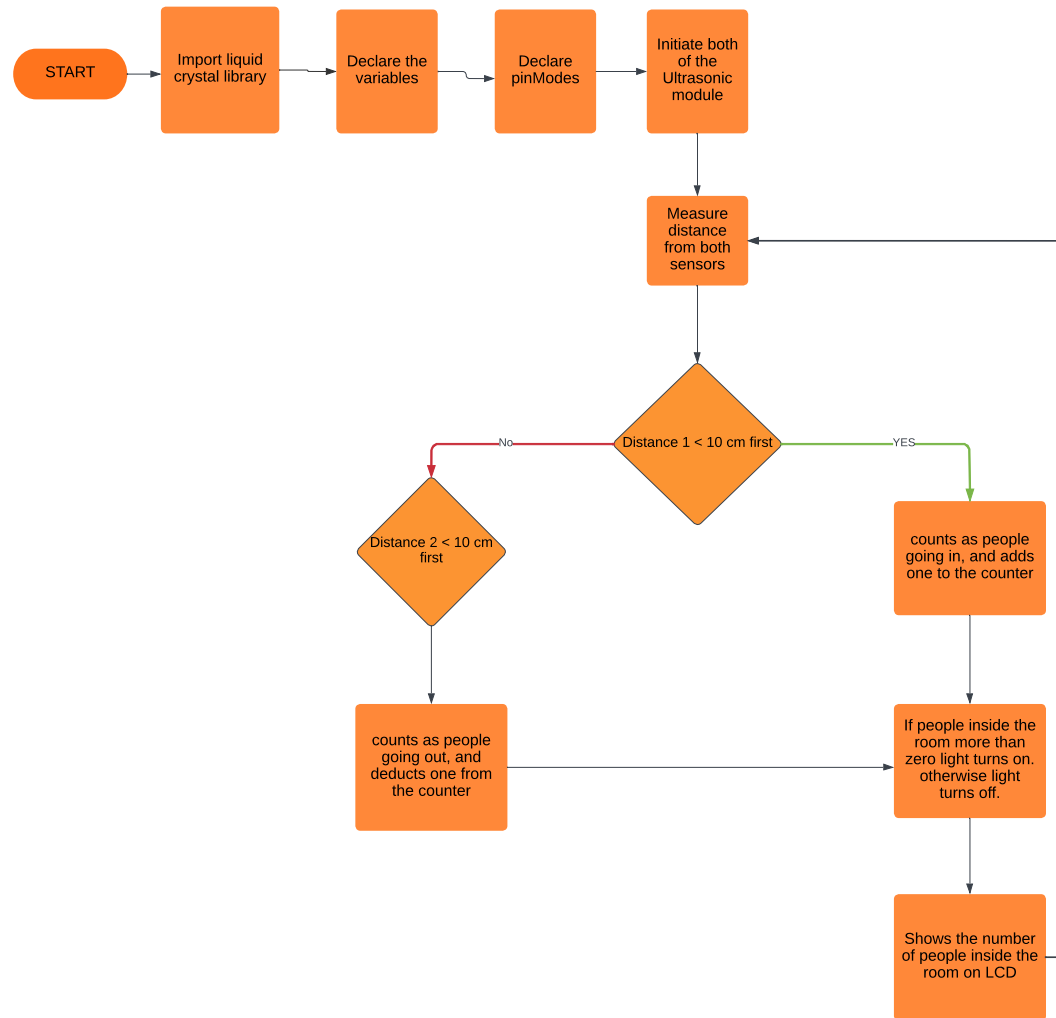 START
Import liquid
crystal library
Declare the
variables
Declare
pinModes
Initiate both
of the
Ultrasonic
module
Measure
distance
from both
sensors
Distance 1 < 10 cm first
No
YES
Distance 2 < 10 cm
first
counts as people
going in, and adds
one to the counter
counts as people
going out, and
deducts one from
the counter
If people inside the
room more than
zero light turns on.
otherwise light
turns off.
Shows the number
of people inside the
room on LCD